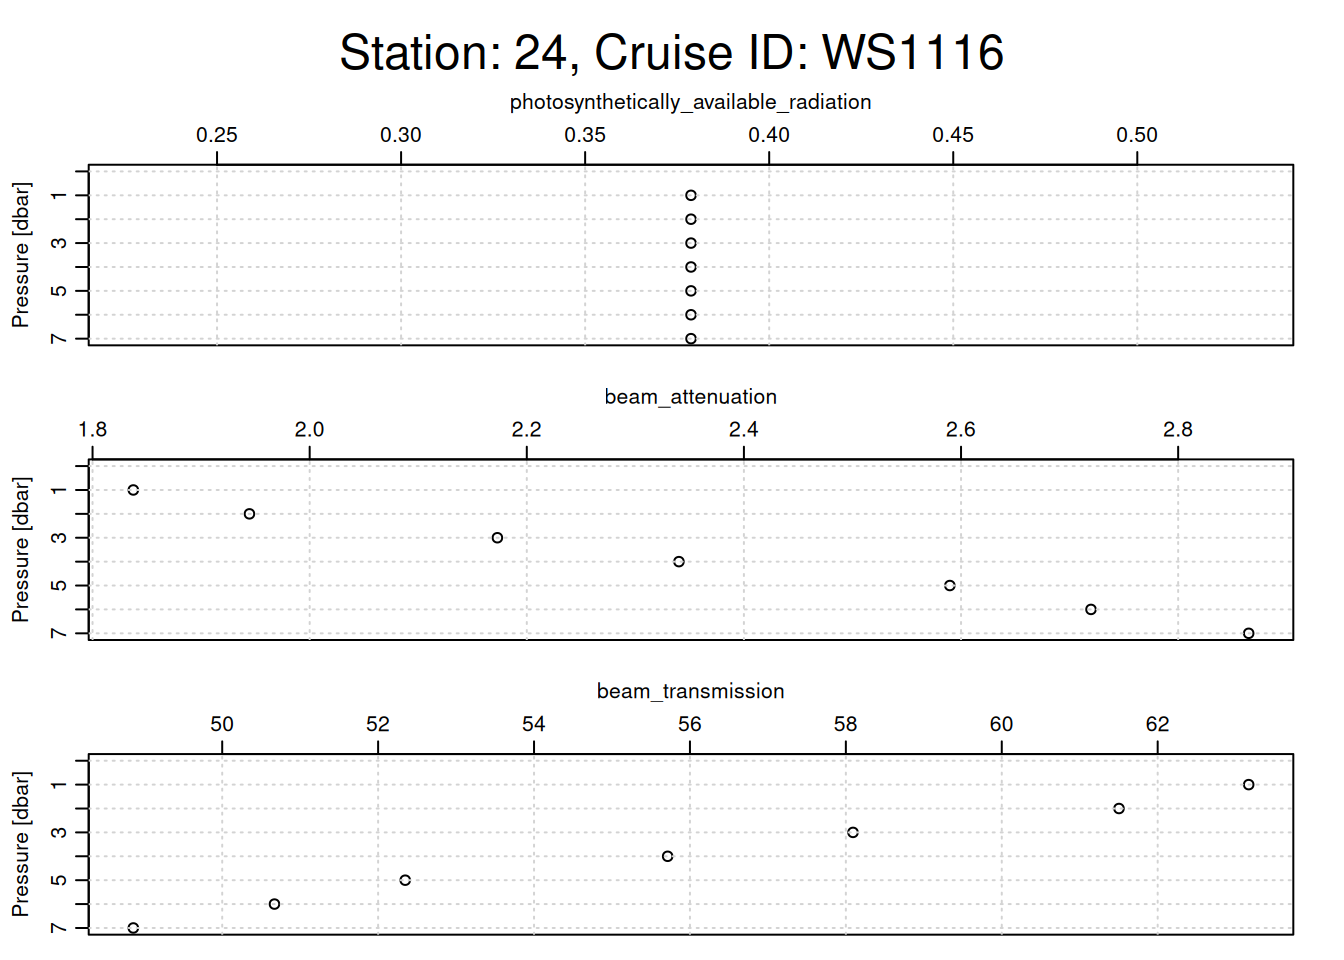 Station: 24, Cruise ID: WS1116
photosynthetically_available_radiation
0.25 0.30 0.35 0.40 0.45 0.50
Pressure [dbar]
1
3
5
7
beam_attenuation
1.8 2.0 2.2 2.4 2.6 2.8
Pressure [dbar]
1
3
5
7
beam_transmission
50 52 54 56 58 60 62
Pressure [dbar]
1
3
5
7